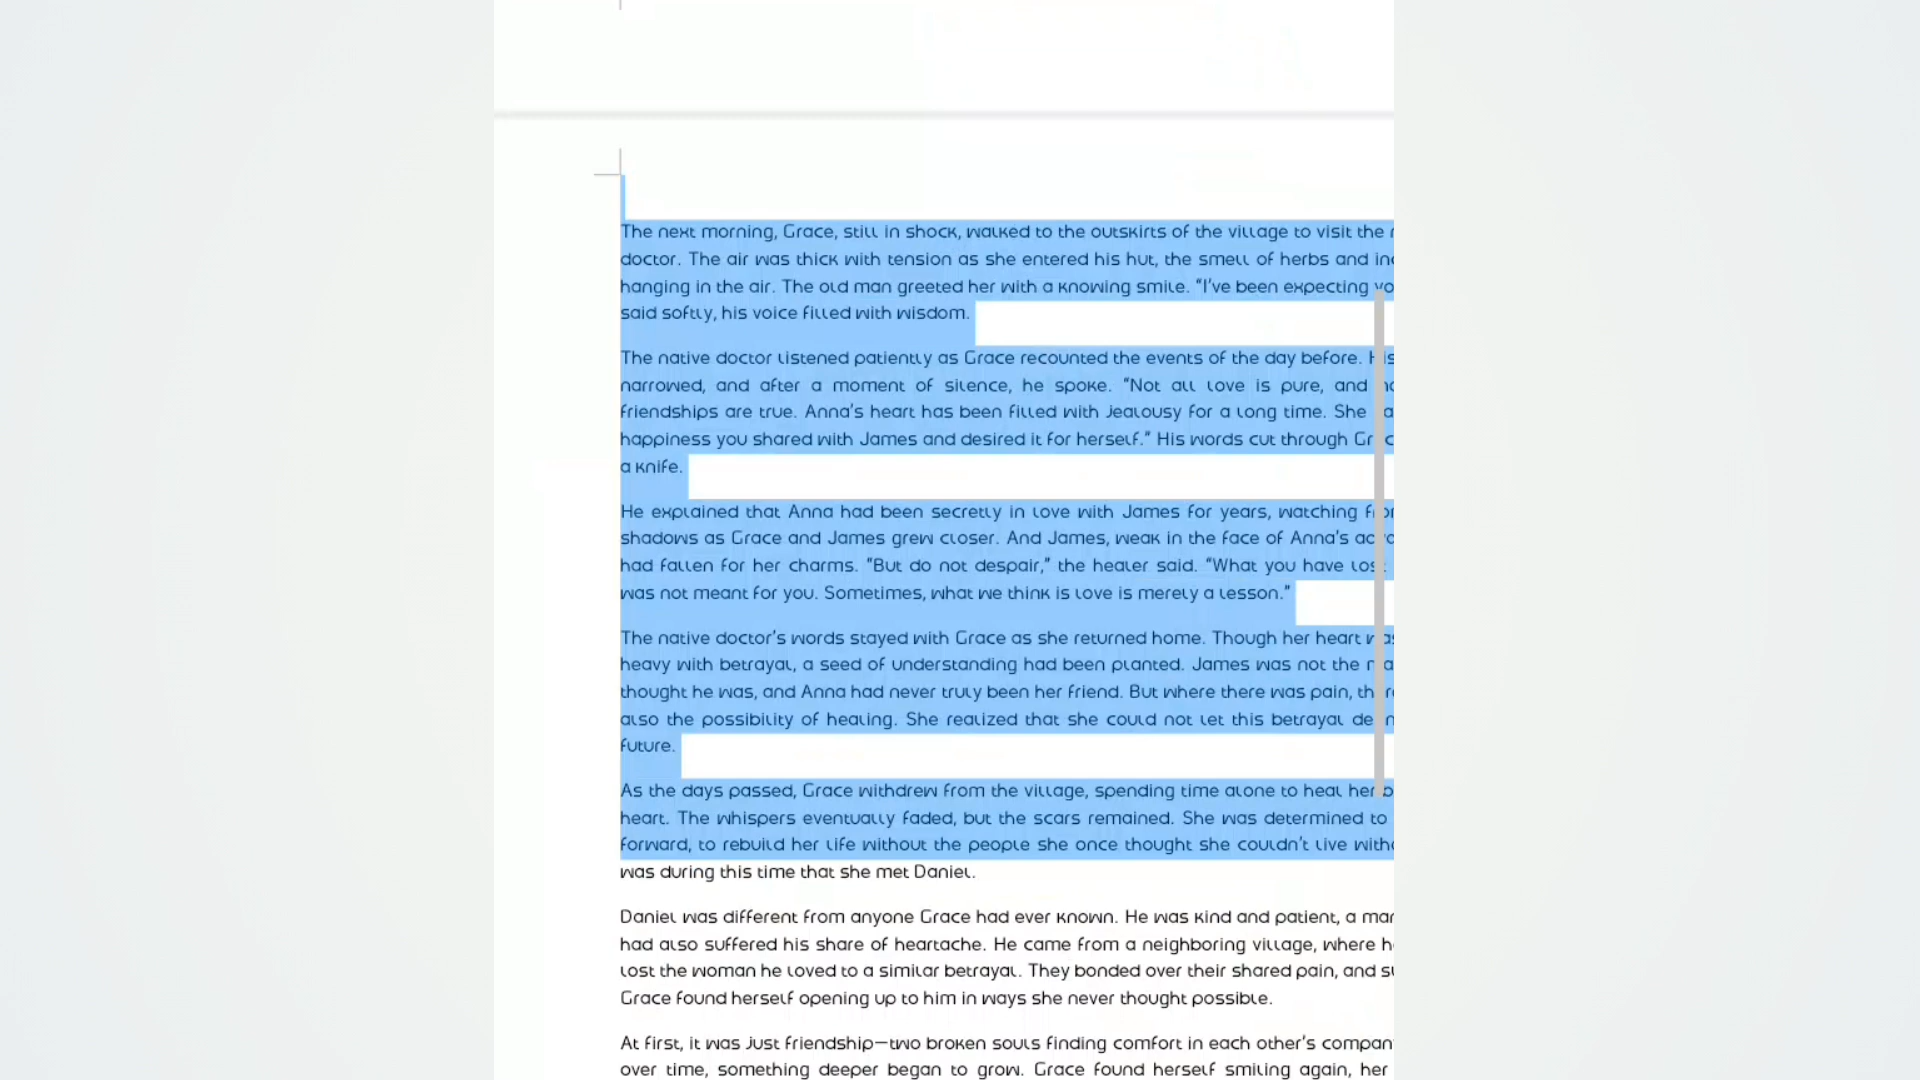 The next morning, Grace, still in shock, walked to the outskirts of the village to visit the
doctor. The air was thick with tension as she entered his hut, the smell of herbs and
hanging in the air. The old man greeted her with a knowing smile. “I’ve been expecting
said softly, his voice filled with wisdom.
The native doctor listened patiently as Grace recounted the events of the day before. His
narrowed, and after a moment of silence, he spoke. “Not all love is pure, and
friendships are true. Anna’s heart has been filled with jealousy for a long time. She
happiness you shared with James and desired it for herself.” His words cut through
a knife.
He explained that Anna had been secretly in love with James for years, watching
shadows as Grace and James grew closer. And James, weak in the face of Anna’s
had fallen for her charms. “But do not despair,” the healer said. “What you have lost
was not meant for you. Sometimes, what we think is love is merely a lesson.”
The native doctor’s words stayed with Grace as she returned home. Though her heart was
heavy with betrayal, a seed of understanding had been planted. James was not the
thought he was, and Anna had never truly been her friend. But where there was pain,
also the possibility of healing. She realized that she could not let this betrayal
future.
As the days passed, Grace withdrew from the village, spending time alone to heal her
heart. The whispers eventually faded, but the scars remained. She was determined to
forward, to rebuild her life without the people she once thought she couldn’t live
was during this time that she met Daniel.
Daniel was different from anyone Grace had ever known. He was kind and patient, a
had also suffered his share of heartache. He came from a neighboring village, where
lost the woman he loved to a similar betrayal. They bonded over their shared pain, and
Grace found herself opening up to him in ways she never thought possible.
At first, it was just friendship—two broken souls finding comfort in each other’s
over time, something deeper began to grow. Grace found herself smiling again, her